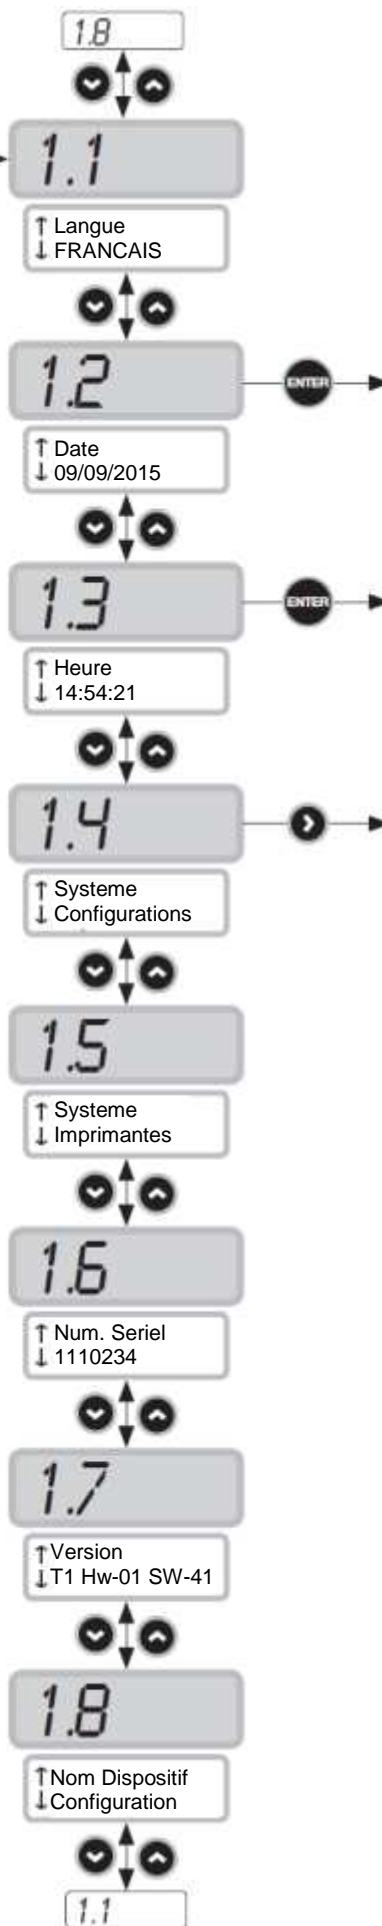 1.8
1.1
↑ Langue
↓ FRANCAIS
1.2
ENTER
↑ Date
↓ 09/09/2015
1.3
ENTER
↑ Heure
↓ 14:54:21
1.4
↑ Systeme
↓ Configurations
1.5
↑ Systeme
↓ Imprimantes
1.6
↑ Num. Seriel
↓ 1110234
1.7
↑Version
↓T1 Hw-01 SW-41
1.8
↑Nom Dispositif
↓Configuration
1.1